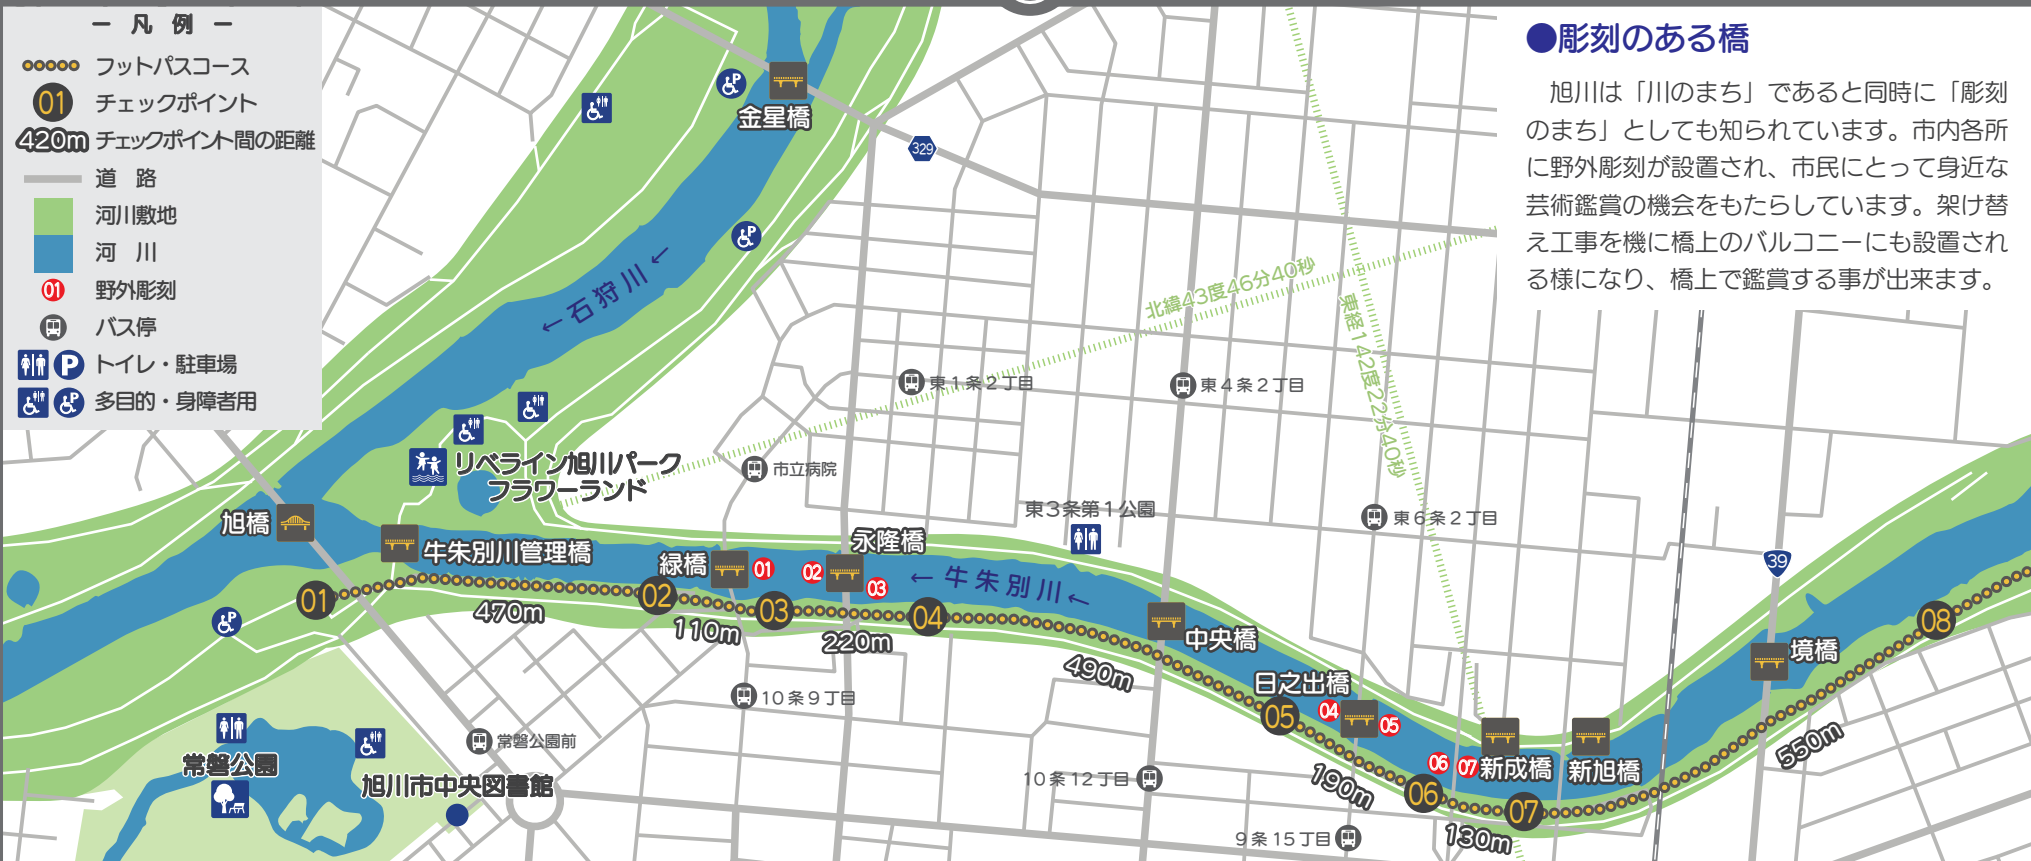 ー 凡 例 ー
フットパスコース
01 チェックポイント
420m チェックポイント間の距離
道 路
河川敷地
河 川
01 野外彫刻
バス停
P トイレ・駐車場
P 多目的・身障者用
●彫刻のある橋
旭川は「川のまち」であると同時に「彫刻
のまち」としても知られています。市内各所
に野外彫刻が設置され、市民にとって身近な
芸術鑑賞の機会をもたらしています。架け替
え工事を機に橋上のバルコニーにも設置され
る様になり、橋上で鑑賞する事が出来ます。
P
金星橋
329
P
←石狩川←
北緯43度46分40秒
東経142度22分40秒
東1条2丁目
東4条2丁目
市立病院
リベライン旭川パーク
フラワーランド
東3条第1公園
東6条2丁目
旭橋
牛朱別川管理橋
緑橋
01
02
永隆橋
03
←牛朱別川←
39
01
470m
02
110m
03
220m
04
490m
中央橋
境橋
08
P
日之出橋
04
05
05
190m
06
06
07
新成橋
新旭橋
07
130m
550m
10条9丁目
常磐公園前
常磐公園
旭川市中央図書館
10条12丁目
9条15丁目